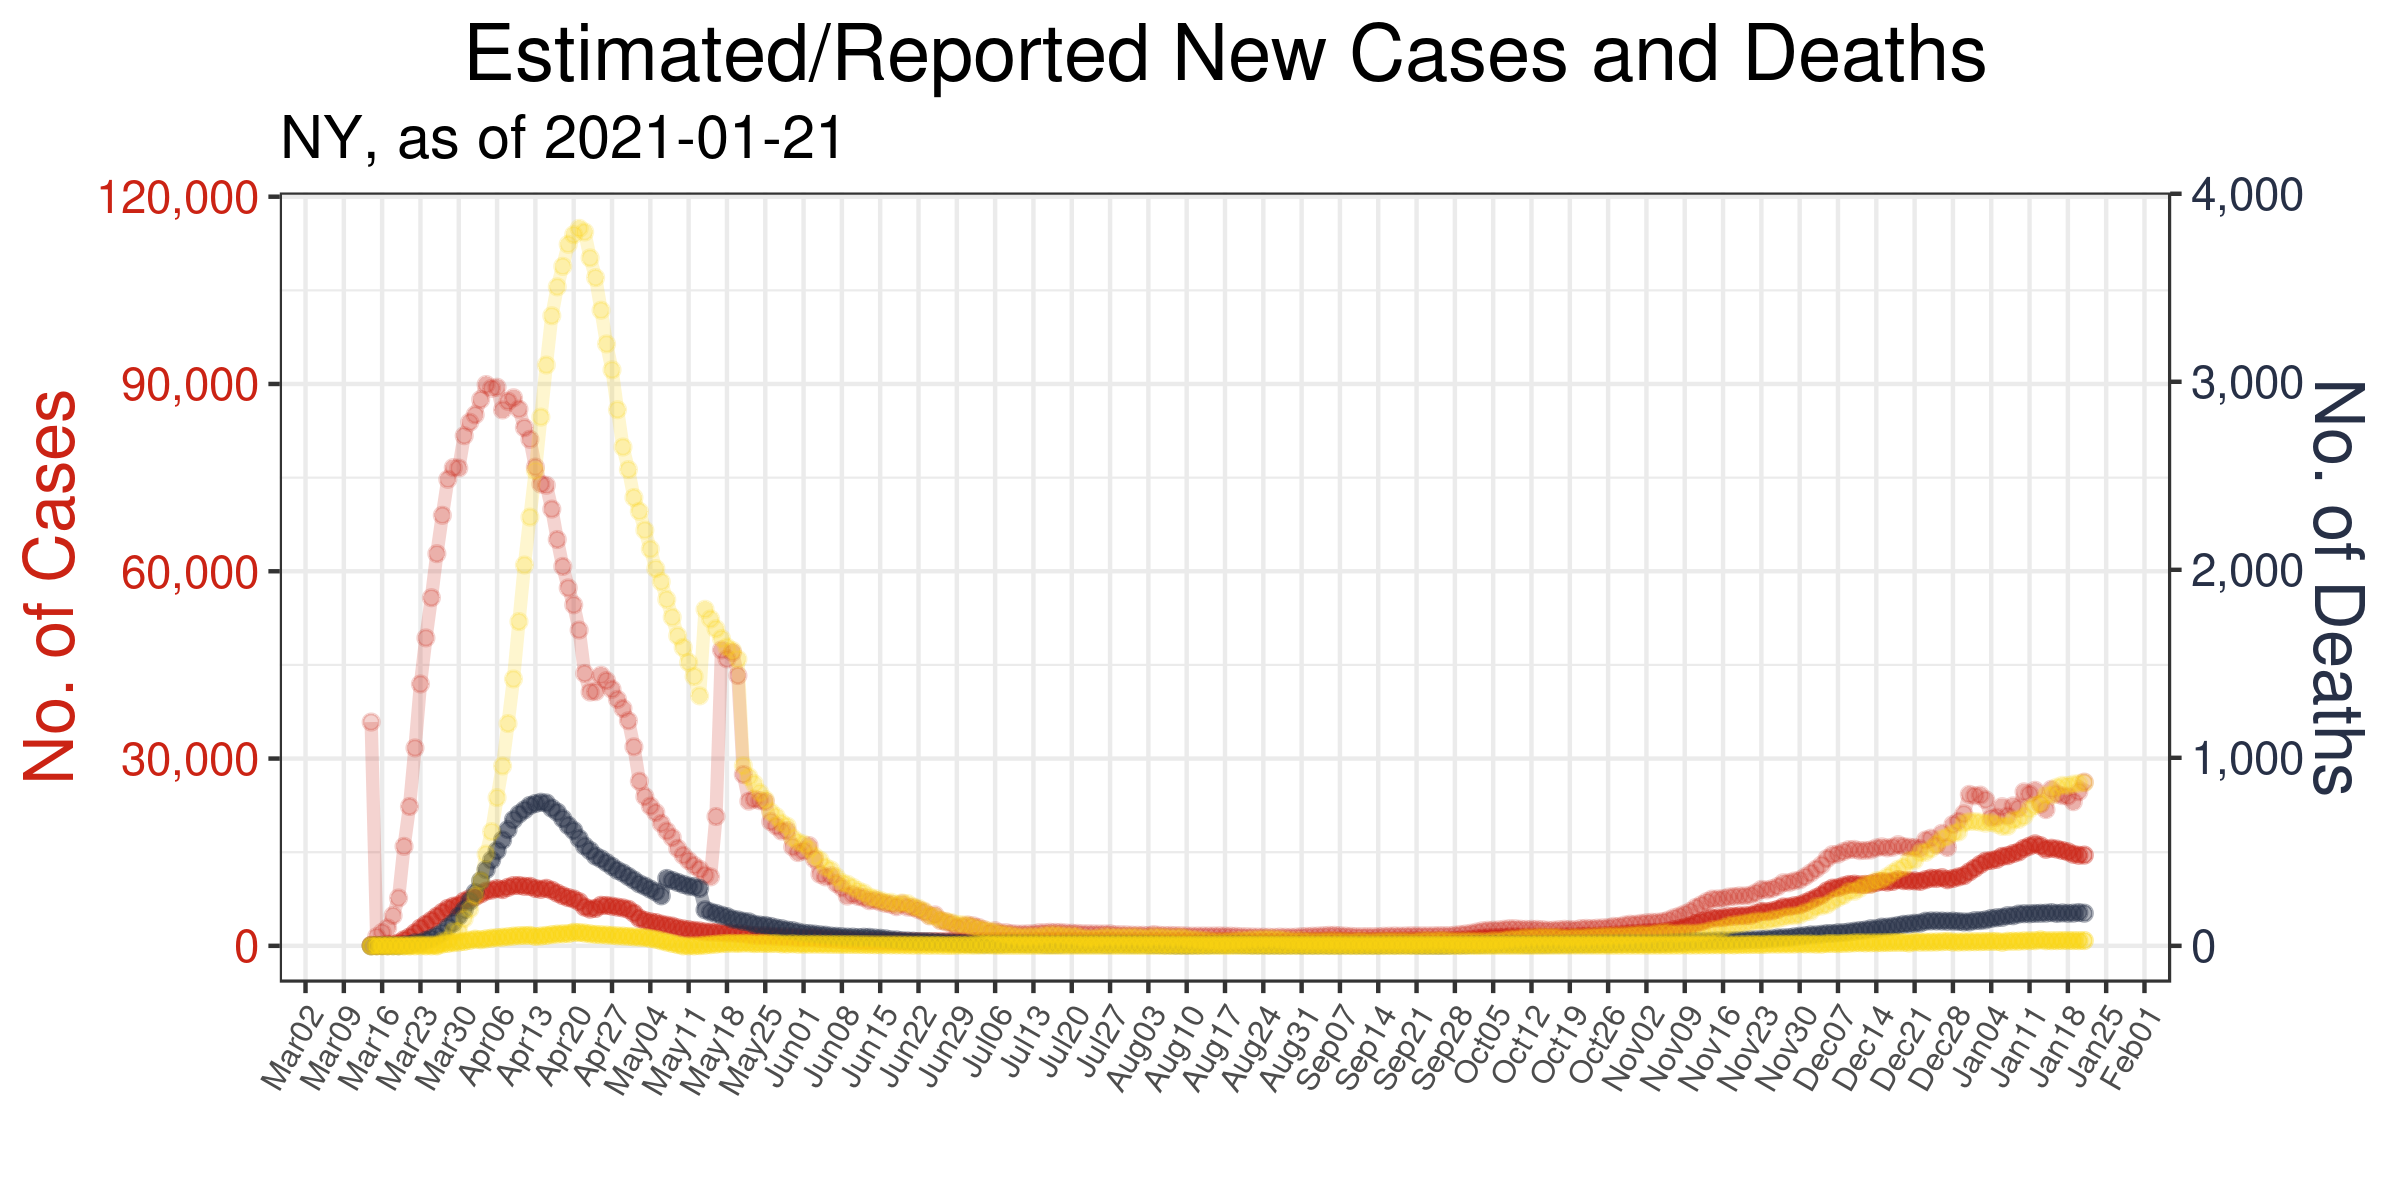 Estimated/Reported New Cases and Deaths
NY, as of 2021-01-21
No. of Cases
120,000
90,000
60,000
30,000
0
4,000
3,000
2,000
1,000
0
No. of Deaths
Mar02
Mar09
Mar16
Mar23
Mar30
Apr06
Apr13
Apr20
Apr27
May04
May11
May18
May25
Jun01
Jun08
Jun15
Jun22
Jun29
Jul06
Jul13
Jul20
Jul27
Aug03
Aug10
Aug17
Aug24
Aug31
Sep07
Sep14
Sep21
Sep28
Oct05
Oct12
Oct19
Oct26
Nov02
Nov09
Nov16
Nov23
Nov30
Dec07
Dec14
Dec21
Dec28
Jan04
Jan11
Jan18
Jan25
Feb01